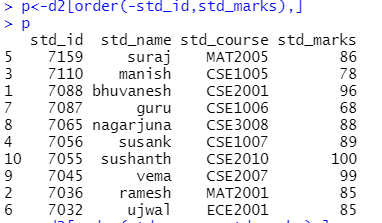 > p<-d2[order(-std_id,std_marks),]
> p
std_id std_name std_course std_marks
5 7159 suraj MAT2005 86
3 7110 manish CSE1005 78
1 7088 bhuvanesh CSE2001 96
7 7087 guru CSE1006 68
8 7065 nagarjuna CSE3008 88
4 7056 susank CSE1007 89
10 7055 sushanth CSE2010 100
9 7045 vema CSE2007 99
2 7036 ramesh MAT2001 85
6 7032 ujwal ECE2001 85